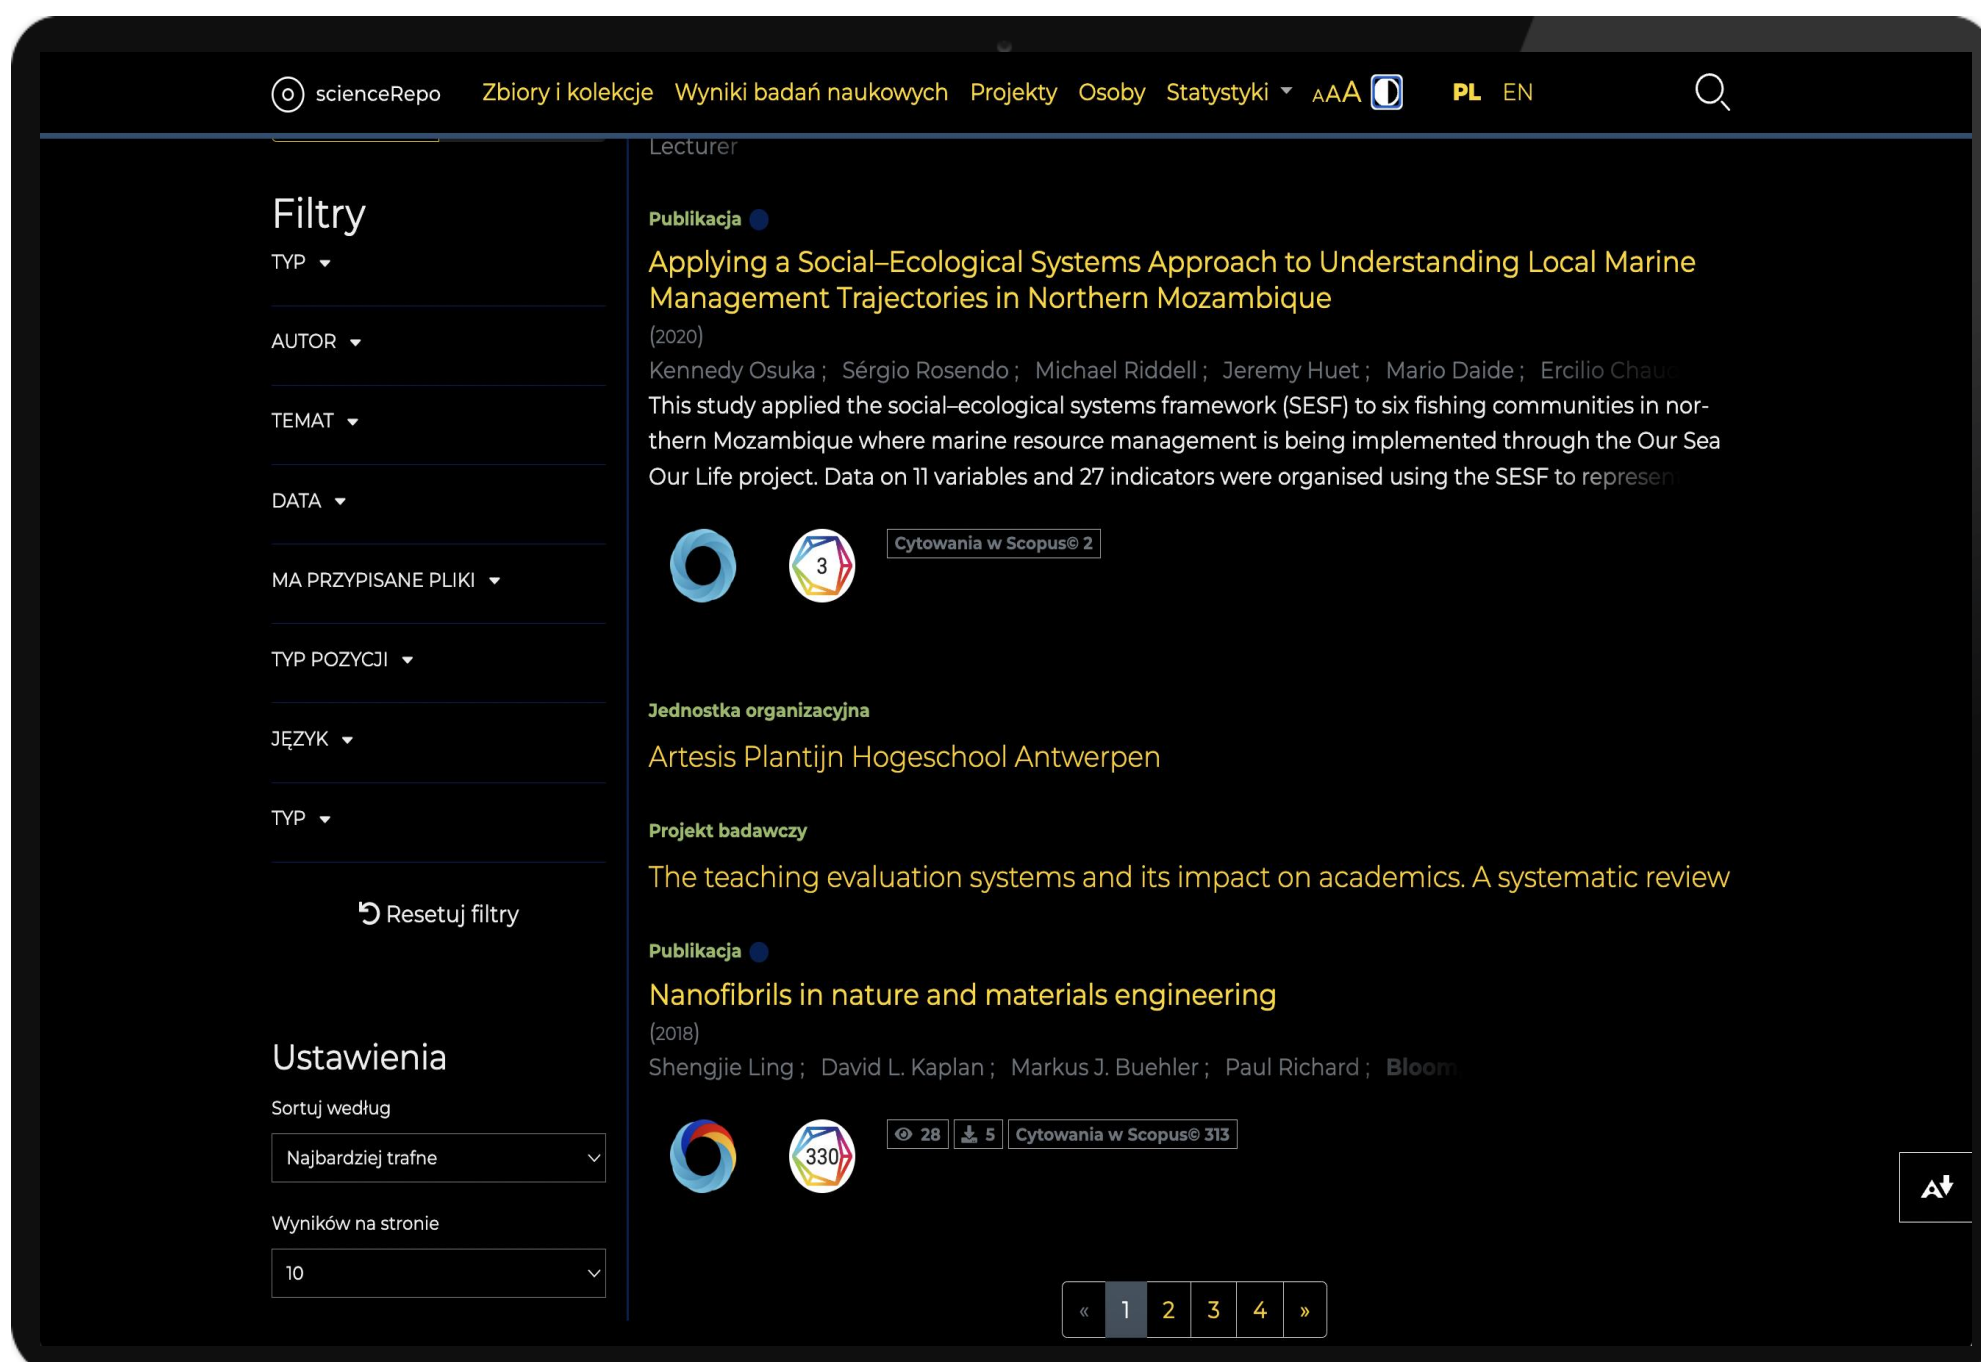 scienceRepo Zbiory i kolekcje Wyniki badań naukowych Projekty Osoby Statystyki AAA PL EN
Filtry
TYP
AUTOR
TEMAT
DATA
MA PRZYPISANE PLIKI
TYP POZYCJI
JĘZYK
TYP
Resetuj filtry
Ustawienia
Sortuj według
Najbardziej trafne
Wyników na stronie
10
Lecturer
Publikacja
Applying a Social–Ecological Systems Approach to Understanding Local Marine
Management Trajectories in Northern Mozambique
(2020)
Kennedy Osuka ; Sérgio Rosendo ; Michael Riddell ; Jeremy Huet ; Mario Daide ; Ercilio Chauc
This study applied the social–ecological systems framework (SESF) to six fishing communities in nor-
thern Mozambique where marine resource management is being implemented through the Our Sea
Our Life project. Data on 11 variables and 27 indicators were organised using the SESF to represen
3
Cytowania w Scopus© 2
Jednostka organizacyjna
Artesis Plantijn Hogeschool Antwerpen
Projekt badawczy
The teaching evaluation systems and its impact on academics. A systematic review
Publikacja
Nanofibrils in nature and materials engineering
(2018)
Shengjie Ling ; David L. Kaplan ; Markus J. Buehler ; Paul Richard ; Bloom
330
28 5 Cytowania w Scopus© 313
A
« 1 2 3 4 »